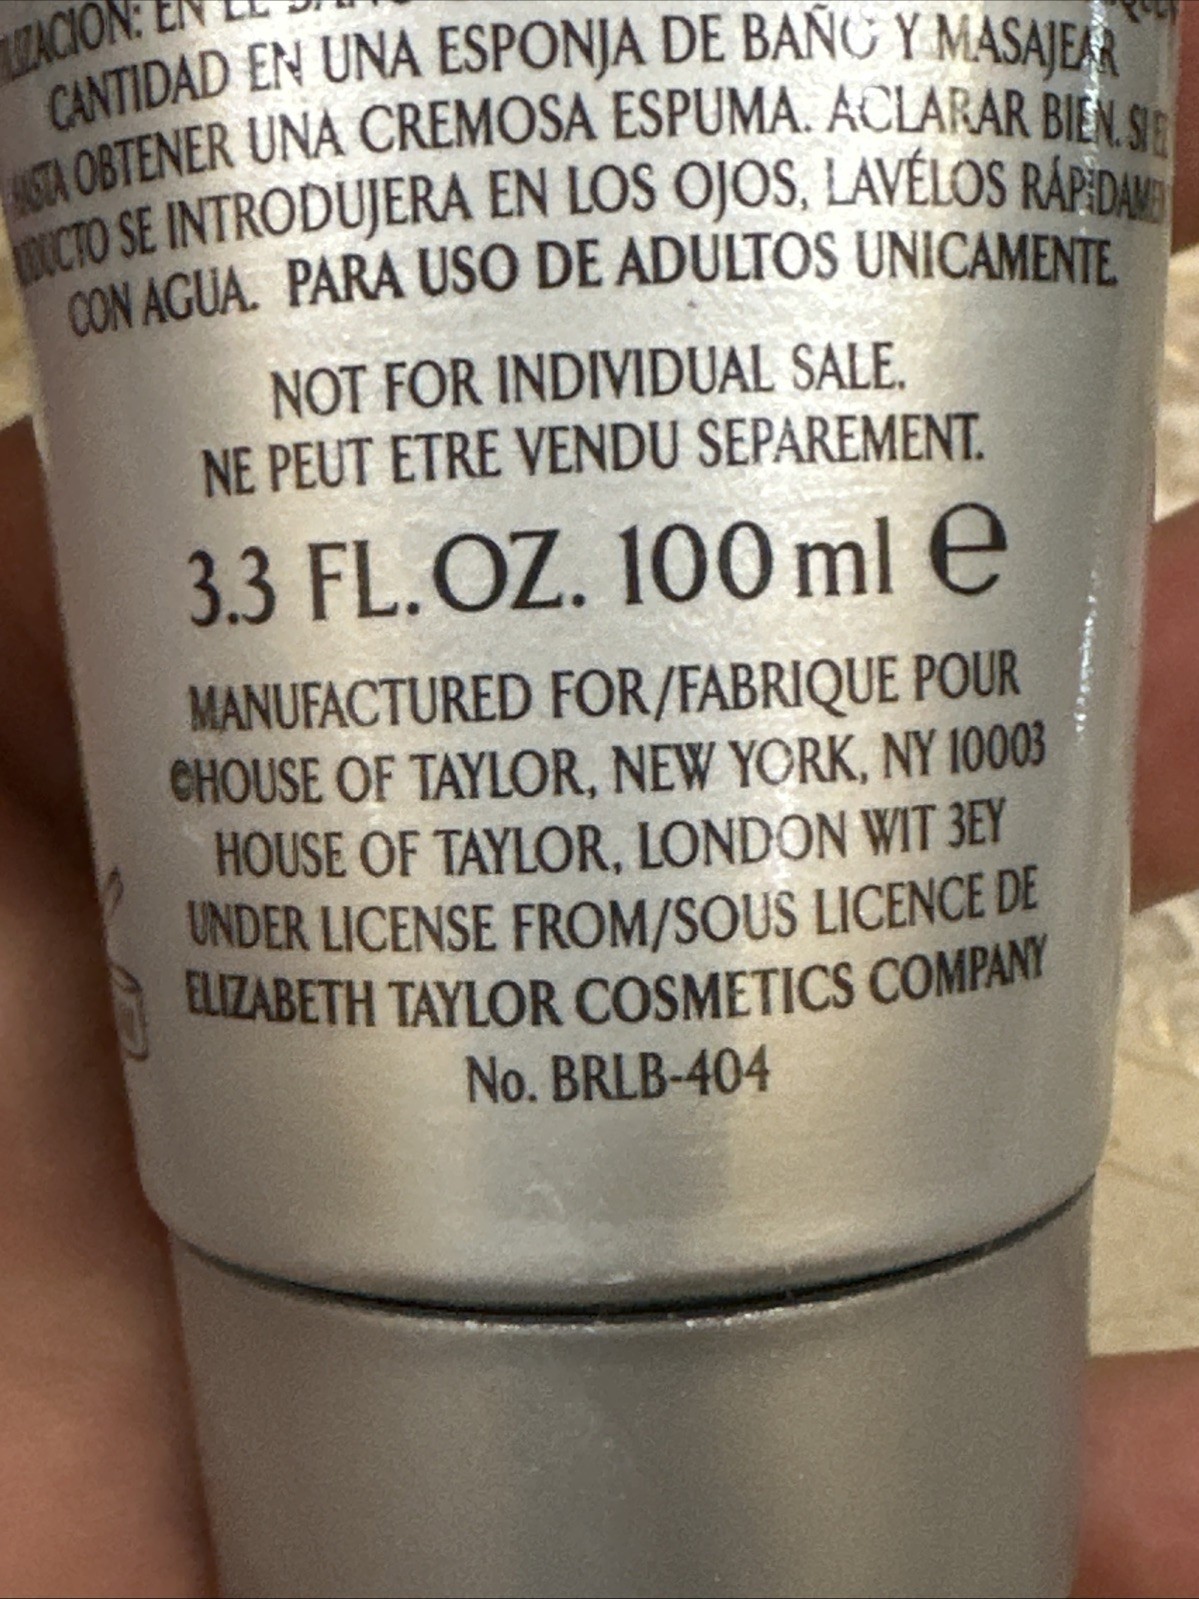 CANTIDAD EN UNA ESPONJA DE BAÑO Y MASAJEAR
OBTENER UNA CREMOSA ESPUMA. ACLARAR BIEN. SI
SE INTRODUJERA EN LOS OJOS, LAVÉLOS
CON AGUA. PARA USO DE ADULTOS UNICAMENTE.
NOT FOR INDIVIDUAL SALE.
NE PEUT ETRE VENDU SEPAREMENT.
3.3 FL. OZ. 100 ml e
MANUFACTURED FOR/FABRIQUE POUR
©HOUSE OF TAYLOR, NEW YORK, NY 10003
HOUSE OF TAYLOR, LONDON WIT 3EY
UNDER LICENSE FROM/SOUS LICENCE DE
ELIZABETH TAYLOR COSMETICS COMPANY
No. BRLB-404